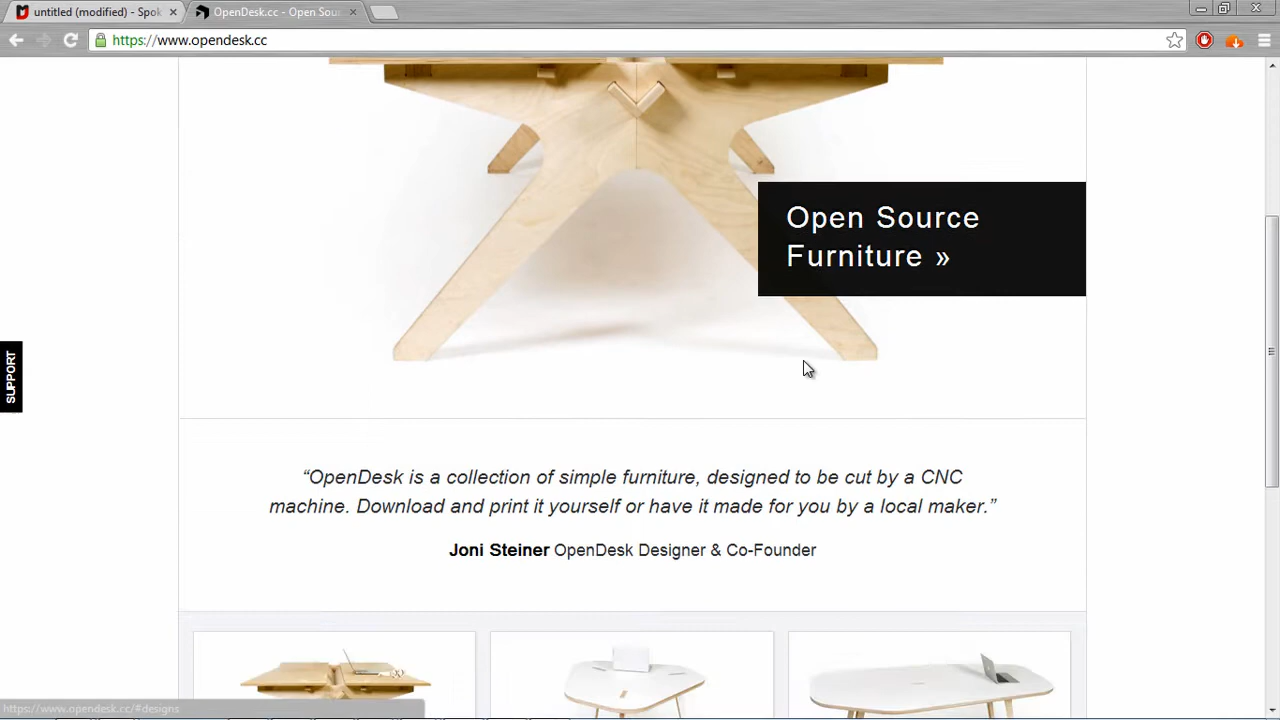 untitled (modified) - Spok
OpenDesk.cc - Open Sou
https://www.opendesk.cc
Open Source
Furniture »
SUPPORT
“OpenDesk is a collection of simple furniture, designed to be cut by a CNC
machine. Download and print it yourself or have it made for you by a local maker.”
Joni Steiner OpenDesk Designer & Co-Founder
https://www.opendesk.cc/#designs